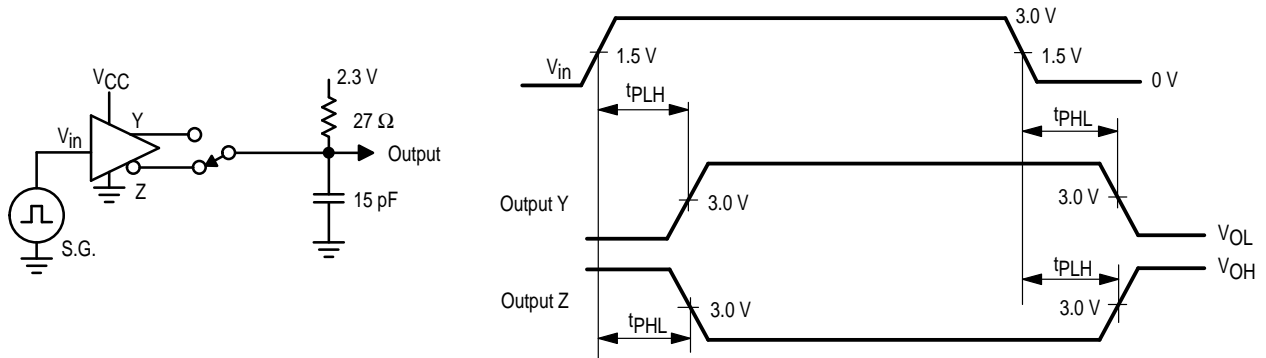 VCC
Vin
Y
Z
S.G.
2.3 V
27 Ω
Output
15 pF
Vin
1.5 V
3.0 V
1.5 V
0 V
tPLH
tPHL
Output Y
3.0 V
3.0 V
VOL
Output Z
3.0 V
tPHL
tPLH
3.0 V
VOH